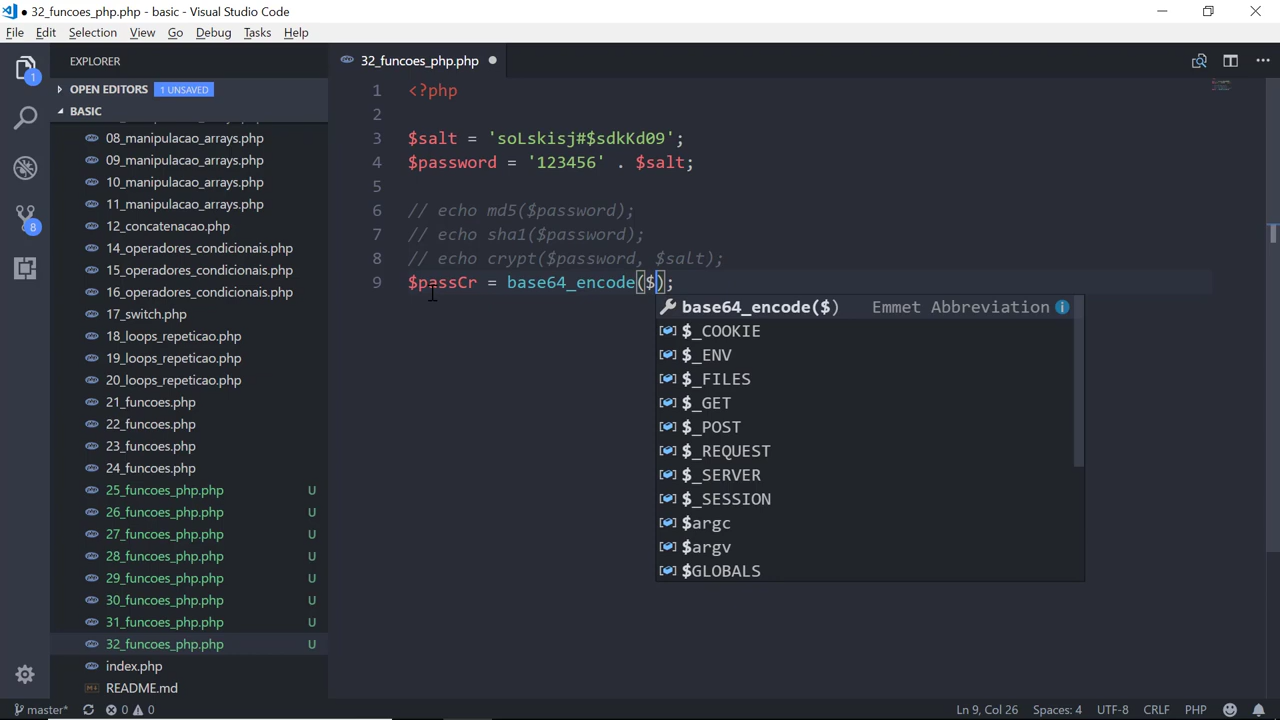 32_funcoes_php.php - basic - Visual Studio Code
File Edit Selection View Go Debug Tasks Help
EXPLORER
32_funcoes_php.php
1
OPEN EDITORS 1 UNSAVED
BASIC
08_manipulacao_arrays.php
09_manipulacao_arrays.php
10_manipulacao_arrays.php
11_manipulacao_arrays.php
12_concatenacao.php
8
14_operadores_condicionais.php
15_operadores_condicionais.php
16_operadores_condicionais.php
17_switch.php
18_loops_repeticao.php
19_loops_repeticao.php
20_loops_repeticao.php
21_funcoes.php
22_funcoes.php
23_funcoes.php
24_funcoes.php
25_funcoes_php.php U
26_funcoes_php.php U
27_funcoes_php.php U
28_funcoes_php.php U
29_funcoes_php.php U
30_funcoes_php.php U
31_funcoes_php.php U
32_funcoes_php.php U
index.php
README.md
1 <?php
2
3 $salt = 'soLskisj#$sdkKd09';
4 $password = '123456' . $salt;
5
6 // echo md5($password);
7 // echo sha1($password);
8 // echo crypt($password, $salt);
9 $passCr = base64_encode($);
base64_encode($) Emmet Abbreviation
$_COOKIE
$_ENV
$_FILES
$_GET
$_POST
$_REQUEST
$_SERVER
$_SESSION
$argc
$argv
$GLOBALS
master* 0 0 Ln 9, Col 26 Spaces: 4 UTF-8 CRLF PHP